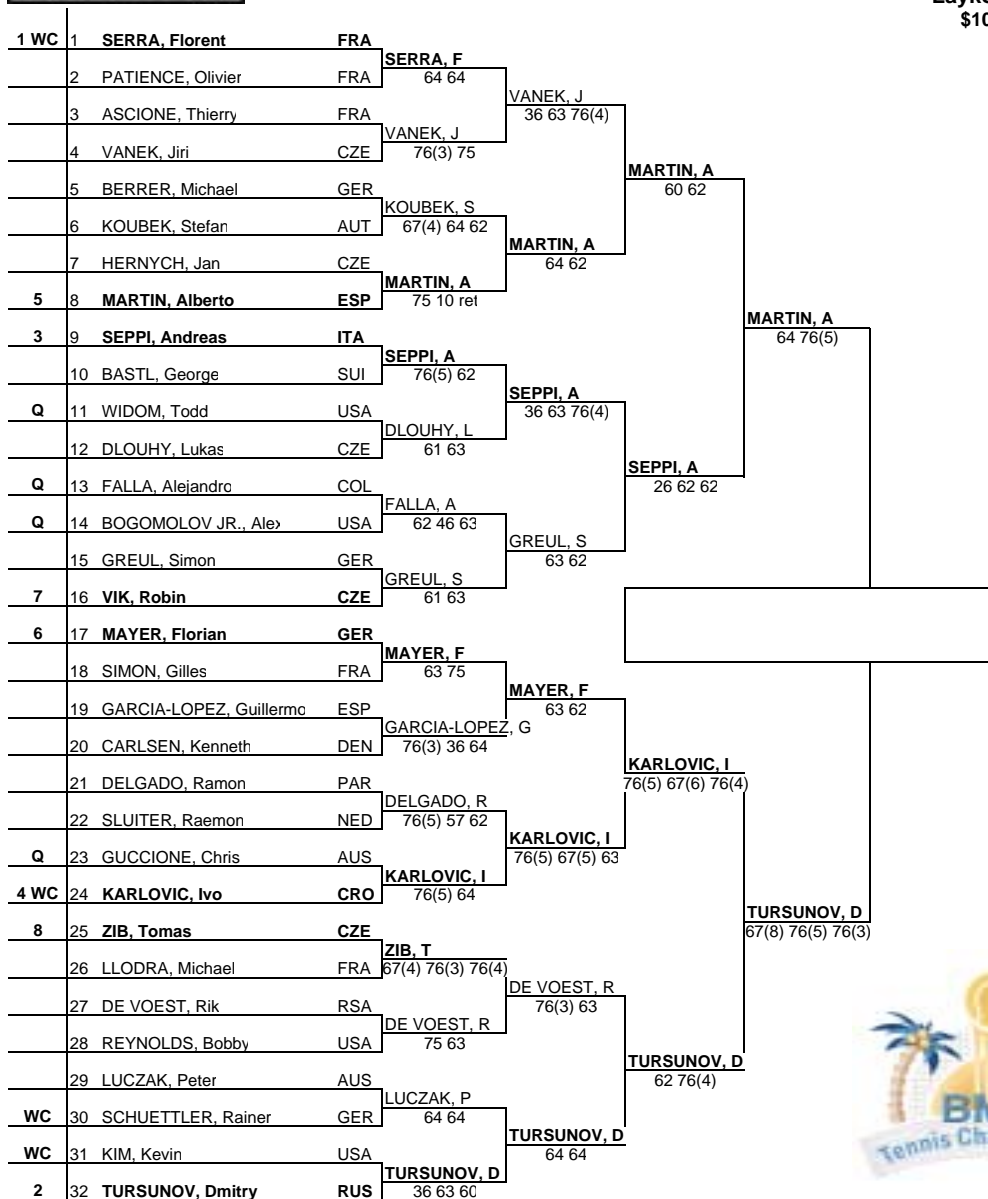 $10
1 WC 1 SERRA, Florent FRA
SERRA, F
2 PATIENCE, Olivier FRA 64 64
VANEK, J
3 ASCIONE, Thierry FRA 36 63 76(4)
VANEK, J
4 VANEK, Jiri CZE 76(3) 75
MARTIN, A
5 BERRER, Michael GER 60 62
KOUBEK, S
6 KOUBEK, Stefan AUT 67(4) 64 62
MARTIN, A
7 HERNYCH, Jan CZE 64 62
MARTIN, A
5 8 MARTIN, Alberto ESP 75 10 ret
MARTIN, A
3 9 SEPPI, Andreas ITA 64 76(5)
SEPPI, A
10 BASTL, George SUI 76(5) 62
SEPPI, A
Q 11 WIDOM, Todd USA 36 63 76(4)
DLOUHY, L
12 DLOUHY, Lukas CZE 61 63
SEPPI, A
Q 13 FALLA, Alejandro COL 26 62 62
FALLA, A
Q 14 BOGOMOLOV JR., Alex USA 62 46 63
GREUL, S
15 GREUL, Simon GER 63 62
GREUL, S
7 16 VIK, Robin CZE 61 63
6 17 MAYER, Florian GER
MAYER, F
18 SIMON, Gilles FRA 63 75
MAYER, F
19 GARCIA-LOPEZ, Guillermo ESP 63 62
GARCIA-LOPEZ, G
20 CARLSEN, Kenneth DEN 76(3) 36 64
KARLOVIC, I
21 DELGADO, Ramon PAR 76(5) 67(6) 76(4)
DELGADO, R
22 SLUITER, Raemon NED 76(5) 57 62
KARLOVIC, I
Q 23 GUCCIONE, Chris AUS 76(5) 67(5) 63
KARLOVIC, I
4 WC 24 KARLOVIC, Ivo CRO 76(5) 64
TURSUNOV, D
8 25 ZIB, Tomas CZE 67(8) 76(5) 76(3)
ZIB, T
26 LLODRA, Michael FRA 67(4) 76(3) 76(4)
DE VOEST, R
27 DE VOEST, Rik RSA 76(3) 63
DE VOEST, R
28 REYNOLDS, Bobby USA 75 63
TURSUNOV, D
29 LUCZAK, Peter AUS 62 76(4)
LUCZAK, P
WC 30 SCHUETTLER, Rainer GER 64 64
TURSUNOV, D
WC 31 KIM, Kevin USA 64 64
TURSUNOV, D
2 32 TURSUNOV, Dmitry RUS 36 63 60
Tennis Ch